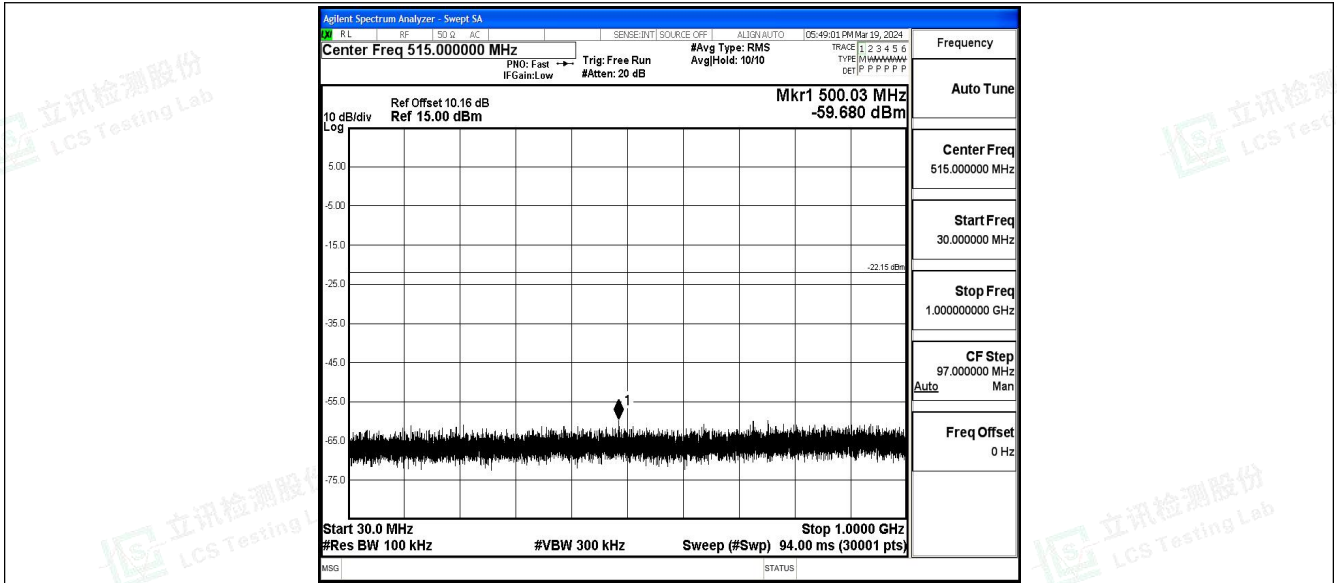 Agilent Spectrum Analyzer - Swept SA
RL RF 50 Ω AC SENSE:INT SOURCE OFF ALIGN AUTO 05:49:01 PM Mar 19, 2024
Center Freq 515.000000 MHz
PNO: Fast
IFGain:Low
Trig: Free Run
#Atten: 20 dB
#Avg Type: RMS
Avg|Hold: 10/10
TRACE 1 2 3 4 5 6
TYPE M WWWWW
DET P P P P P P
Frequency
Auto Tune
Center Freq
515.000000 MHz
Start Freq
30.000000 MHz
Stop Freq
1.000000000 GHz
CF Step
97.000000 MHz
Auto Man
Freq Offset
0 Hz
Mkr1 500.03 MHz
-59.680 dBm
Ref Offset 10.16 dB
10 dB/div Ref 15.00 dBm
Log
5.00
-5.00
-15.0
-22.15 dBm
-25.0
-35.0
-45.0
-55.0
1
-65.0
-75.0
Start 30.0 MHz Stop 1.0000 GHz
#Res BW 100 kHz #VBW 300 kHz Sweep (#Swp) 94.00 ms (30001 pts)
MSG STATUS
立讯检测股份
LCS Testing Lab
立讯检测
LCS Test
立讯检测股份
LCS Testing L
立讯检测股份
LCS Testing Lab